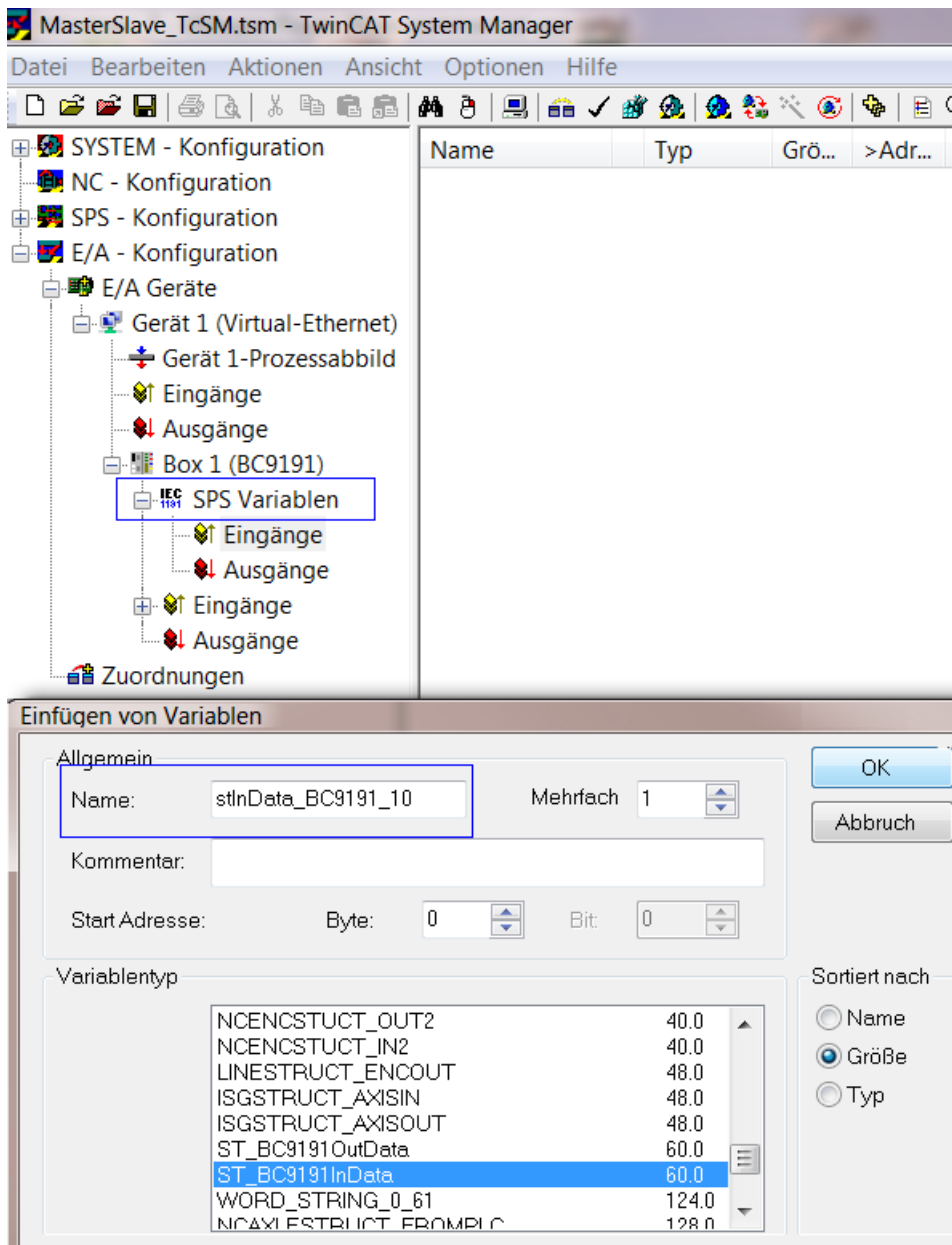 MasterSlave_TcSM.tsm - TwinCAT System Manager
Datei Bearbeiten Aktionen Ansicht Optionen Hilfe
SYSTEM - Konfiguration
NC - Konfiguration
SPS - Konfiguration
E/A - Konfiguration
E/A Geräte
Gerät 1 (Virtual-Ethernet)
Gerät 1-Prozessabbild
Eingänge
Ausgänge
Box 1 (BC9191)
IEC 1131 SPS Variablen
Eingänge
Ausgänge
Eingänge
Ausgänge
Zuordnungen
Name Typ Grö... >Adr...
Einfügen von Variablen
Allgemein
Name: stInData_BC9191_10 Mehrfach 1
OK
Abbruch
Kommentar:
Start Adresse: Byte: 0 Bit: 0
Variablentyp
NCENCSTUCT_OUT2 40.0
NCENCSTUCT_IN2 40.0
LINESTRUCT_ENCOUT 48.0
ISGSTRUCT_AXISIN 48.0
ISGSTRUCT_AXISOUT 48.0
ST_BC9191OutData 60.0
ST_BC9191InData 60.0
WORD_STRING_0_61 124.0
NCAXLESTRUCT_FROMPLC 128.0
Sortiert nach
Name
Größe
Typ